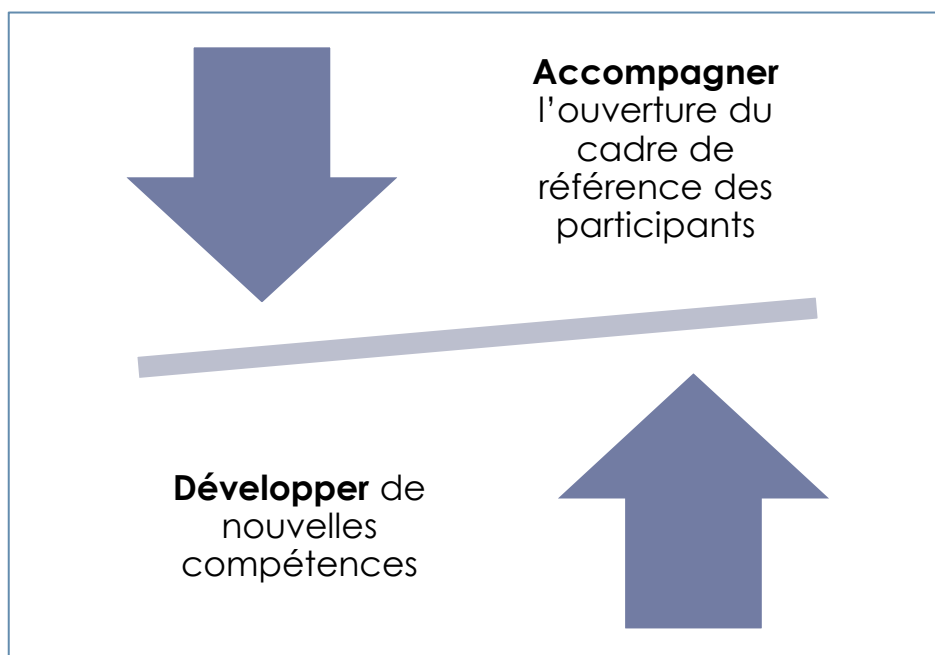 Accompagner
l’ouverture du
cadre de
référence des
participants
Développer de
nouvelles
compétences